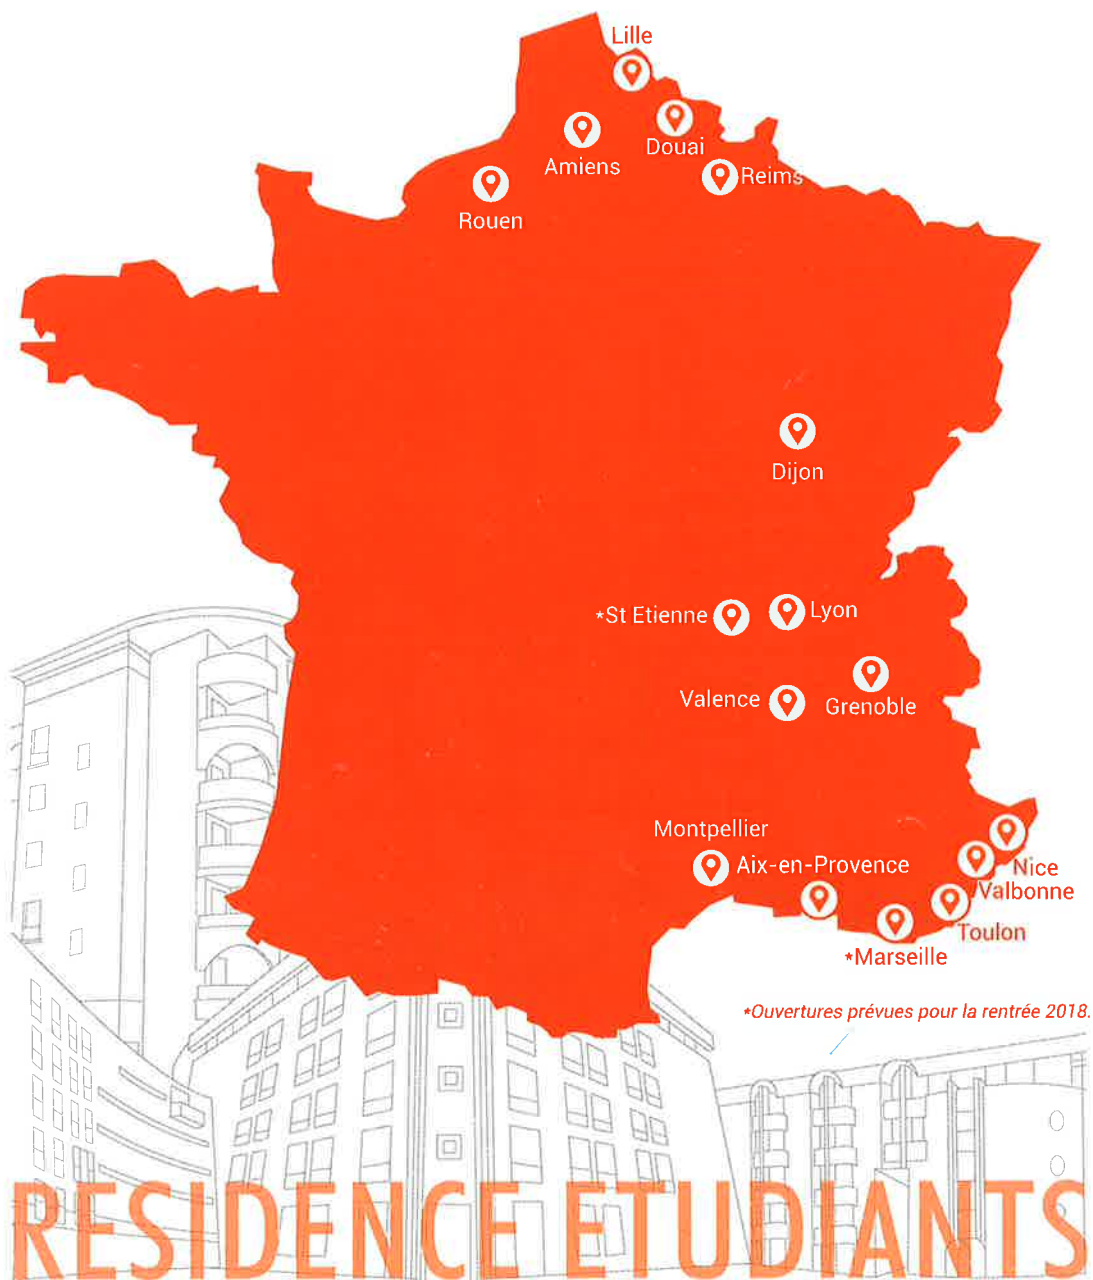 Lille
Douai
Amiens
Reims
Rouen
Dijon
*St Etienne
Lyon
Valence
Grenoble
Montpellier
Aix-en-Provence
Nice
Valbonne
Toulon
*Marseille
*Ouvertures prévues pour la rentrée 2018.
RESIDENCE ETUDIANTS